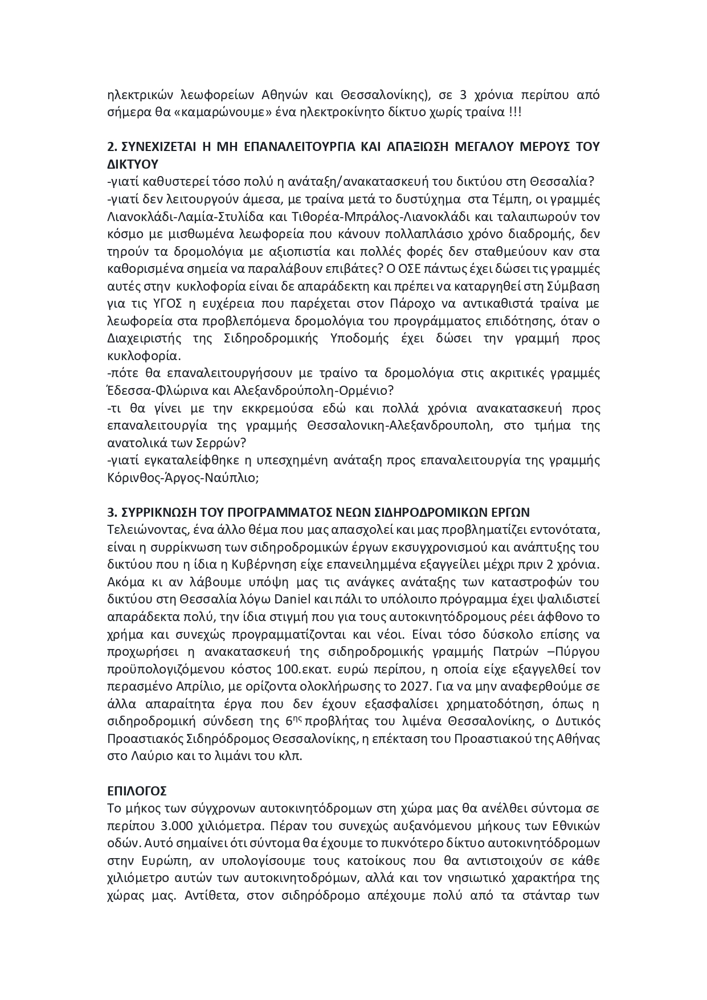 ηλεκτρικών λεωφορείων Αθηνών και Θεσσαλονίκης), σε 3 χρόνια περίπου από
σήμερα θα «καμαρώνουμε» ένα ηλεκτροκίνητο δίκτυο χωρίς τραίνα !!!
2. ΣΥΝΕΧΙΖΕΤΑΙ Η ΜΗ ΕΠΑΝΑΛΕΙΤΟΥΡΓΙΑ ΚΑΙ ΑΠΑΞΙΩΣΗ ΜΕΓΑΛΟΥ ΜΕΡΟΥΣ ΤΟΥ
ΔΙΚΤΥΟΥ
-γιατί καθυστερεί τόσο πολύ η ανάταξη/ανακατασκευή του δικτύου στη Θεσσαλία?
-γιατί δεν λειτουργούν άμεσα, με τραίνα μετά το δυστύχημα στα Τέμπη, οι γραμμές
Λιανοκλάδι-Λαμία-Στυλίδα και Τιθορέα-Μπράλος-Λιανοκλάδι και ταλαιπωρούν τον
κόσμο με μισθωμένα λεωφορεία που κάνουν πολλαπλάσιο χρόνο διαδρομής, δεν
τηρούν τα δρομολόγια με αξιοπιστία και πολλές φορές δεν σταθμεύουν καν στα
καθορισμένα σημεία να παραλάβουν επιβάτες? Ο ΟΣΕ πάντως έχει δώσει τις γραμμές
αυτές στην κυκλοφορία είναι δε απαράδεκτη και πρέπει να καταργηθεί στη Σύμβαση
για τις ΥΓΟΣ η ευχέρεια που παρέχεται στον Πάροχο να αντικαθιστά τραίνα με
λεωφορεία στα προβλεπόμενα δρομολόγια του προγράμματος επιδότησης, όταν ο
Διαχειριστής της Σιδηροδρομικής Υποδομής έχει δώσει την γραμμή προς
κυκλοφορία.
-πότε θα επαναλειτουργήσουν με τραίνο τα δρομολόγια στις ακριτικές γραμμές
Έδεσσα-Φλώρινα και Αλεξανδρούπολη-Ορμένιο?
-τι θα γίνει με την εκκρεμούσα εδώ και πολλά χρόνια ανακατασκευή προς
επαναλειτουργία της γραμμής Θεσσαλονικη-Αλεξανδρουπολη, στο τμήμα της
ανατολικά των Σερρών?
-γιατί εγκαταλείφθηκε η υπεσχημένη ανάταξη προς επαναλειτουργία της γραμμής
Κόρινθος-Άργος-Ναύπλιο;
3. ΣΥΡΡΙΚΝΩΣΗ ΤΟΥ ΠΡΟΓΡΑΜΜΑΤΟΣ ΝΕΩΝ ΣΙΔΗΡΟΔΡΟΜΙΚΩΝ ΕΡΓΩΝ
Τελειώνοντας, ένα άλλο θέμα που μας απασχολεί και μας προβληματίζει εντονότατα,
είναι η συρρίκνωση των σιδηροδρομικών έργων εκσυγχρονισμού και ανάπτυξης του
δικτύου που η ίδια η Κυβέρνηση είχε επανειλημμένα εξαγγείλει μέχρι πριν 2 χρόνια.
Ακόμα κι αν λάβουμε υπόψη μας τις ανάγκες ανάταξης των καταστροφών του
δικτύου στη Θεσσαλία λόγω Daniel και πάλι το υπόλοιπο πρόγραμμα έχει ψαλιδιστεί
απαράδεκτα πολύ, την ίδια στιγμή που για τους αυτοκινητόδρομους ρέει άφθονο το
χρήμα και συνεχώς προγραμματίζονται και νέοι. Είναι τόσο δύσκολο επίσης να
προχωρήσει η ανακατασκευή της σιδηροδρομικής γραμμής Πατρών –Πύργου
προϋπολογιζόμενου κόστος 100.εκατ. ευρώ περίπου, η οποία είχε εξαγγελθεί τον
περασμένο Απρίλιο, με ορίζοντα ολοκλήρωσης το 2027. Για να μην αναφερθούμε σε
άλλα απαραίτητα έργα που δεν έχουν εξασφαλίσει χρηματοδότηση, όπως η
σιδηροδρομική σύνδεση της 6ης προβλήτας του λιμένα Θεσσαλονίκης, ο Δυτικός
Προαστιακός Σιδηρόδρομος Θεσσαλονίκης, η επέκταση του Προαστιακού της Αθήνας
στο Λαύριο και το λιμάνι του κλπ.
ΕΠΙΛΟΓΟΣ
Το μήκος των σύγχρονων αυτοκινητόδρομων στη χώρα μας θα ανέλθει σύντομα σε
περίπου 3.000 χιλιόμετρα. Πέραν του συνεχώς αυξανόμενου μήκους των Εθνικών
οδών. Αυτό σημαίνει ότι σύντομα θα έχουμε το πυκνότερο δίκτυο αυτοκινητόδρομων
στην Ευρώπη, αν υπολογίσουμε τους κατοίκους που θα αντιστοιχούν σε κάθε
χιλιόμετρο αυτών των αυτοκινητοδρόμων, αλλά και τον νησιωτικό χαρακτήρα της
χώρας μας. Αντίθετα, στον σιδηρόδρομο απέχουμε πολύ από τα στάνταρ των